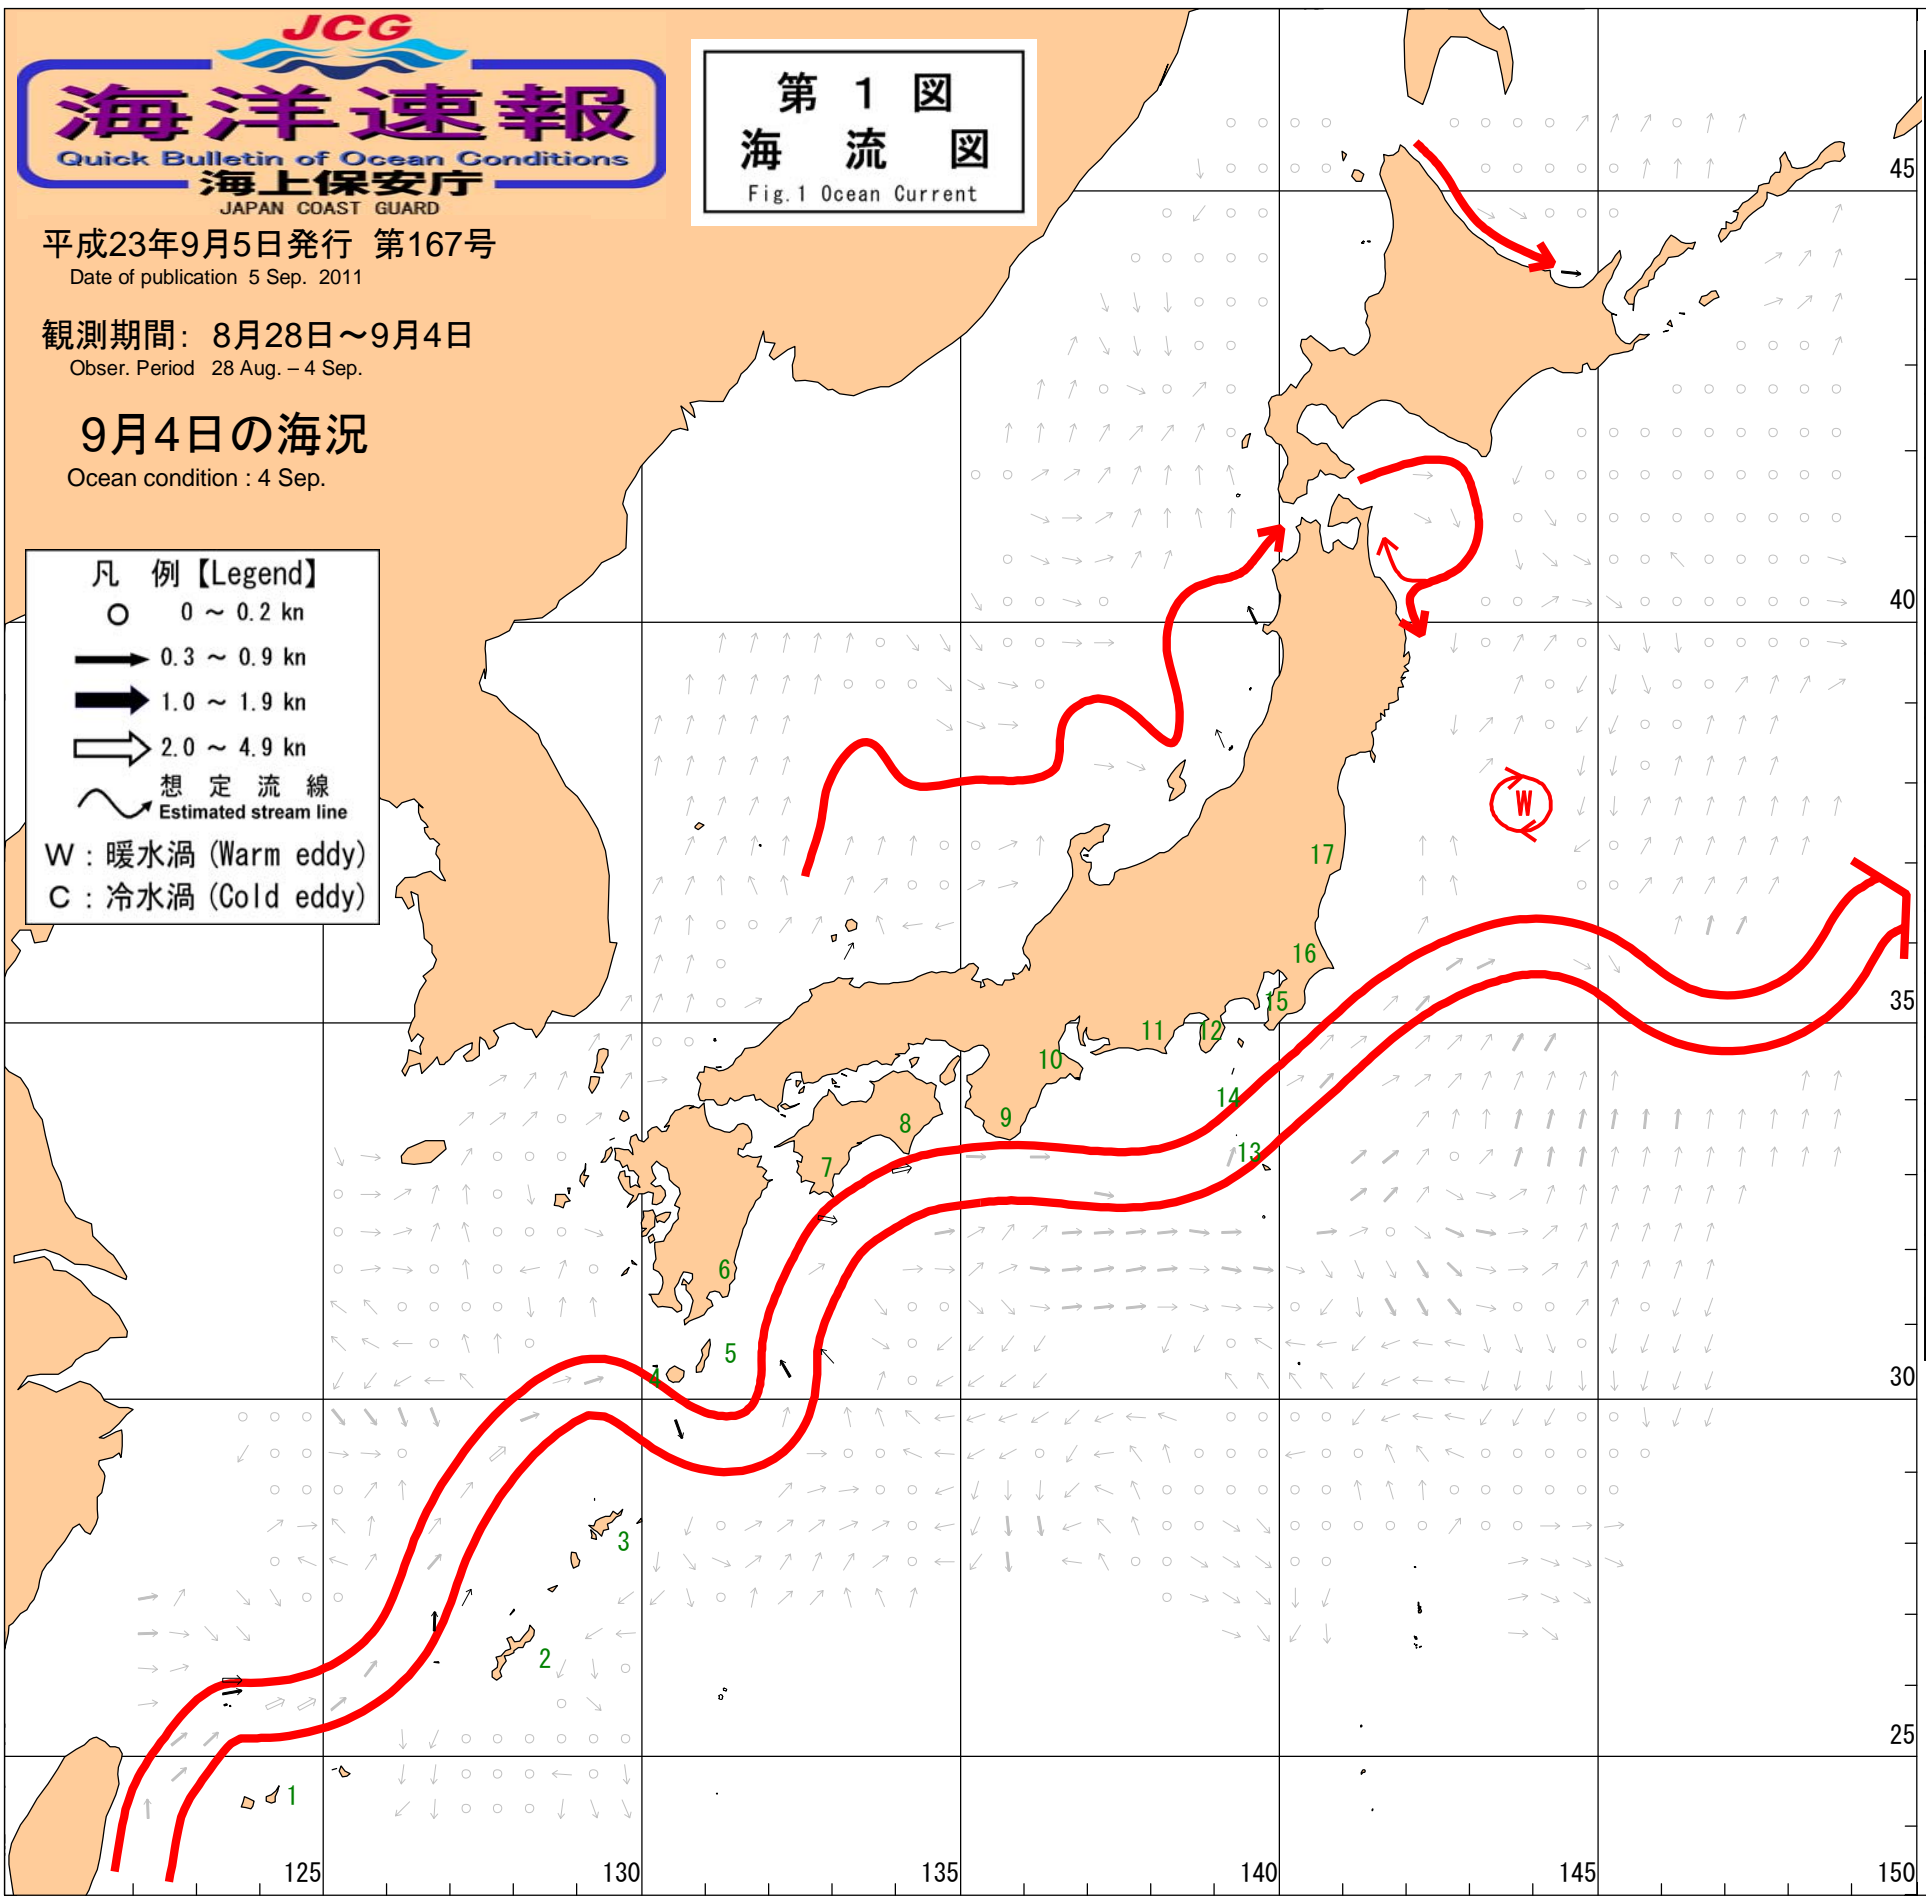 JCG
海洋速報
Quick Bulletin of Ocean Conditions
海上保安庁
JAPAN COAST GUARD
第 1 図
海 流 図
Fig.1 Ocean Current
平成23年9月5日発行 第167号
Date of publication 5 Sep. 2011
観測期間: 8月28日～9月4日
Obser. Period 28 Aug. – 4 Sep.
9月4日の海況
Ocean condition : 4 Sep.
凡 例【Legend】
0 ～ 0.2 kn
0.3 ～ 0.9 kn
1.0 ～ 1.9 kn
2.0 ～ 4.9 kn
想 定 流 線
Estimated stream line
W : 暖水渦 (Warm eddy)
C : 冷水渦 (Cold eddy)
45
40
W
17
16
35
15
12
11
10
14
9
8
13
7
6
5
4
30
3
2
25
1
125
130
135
140
145
150